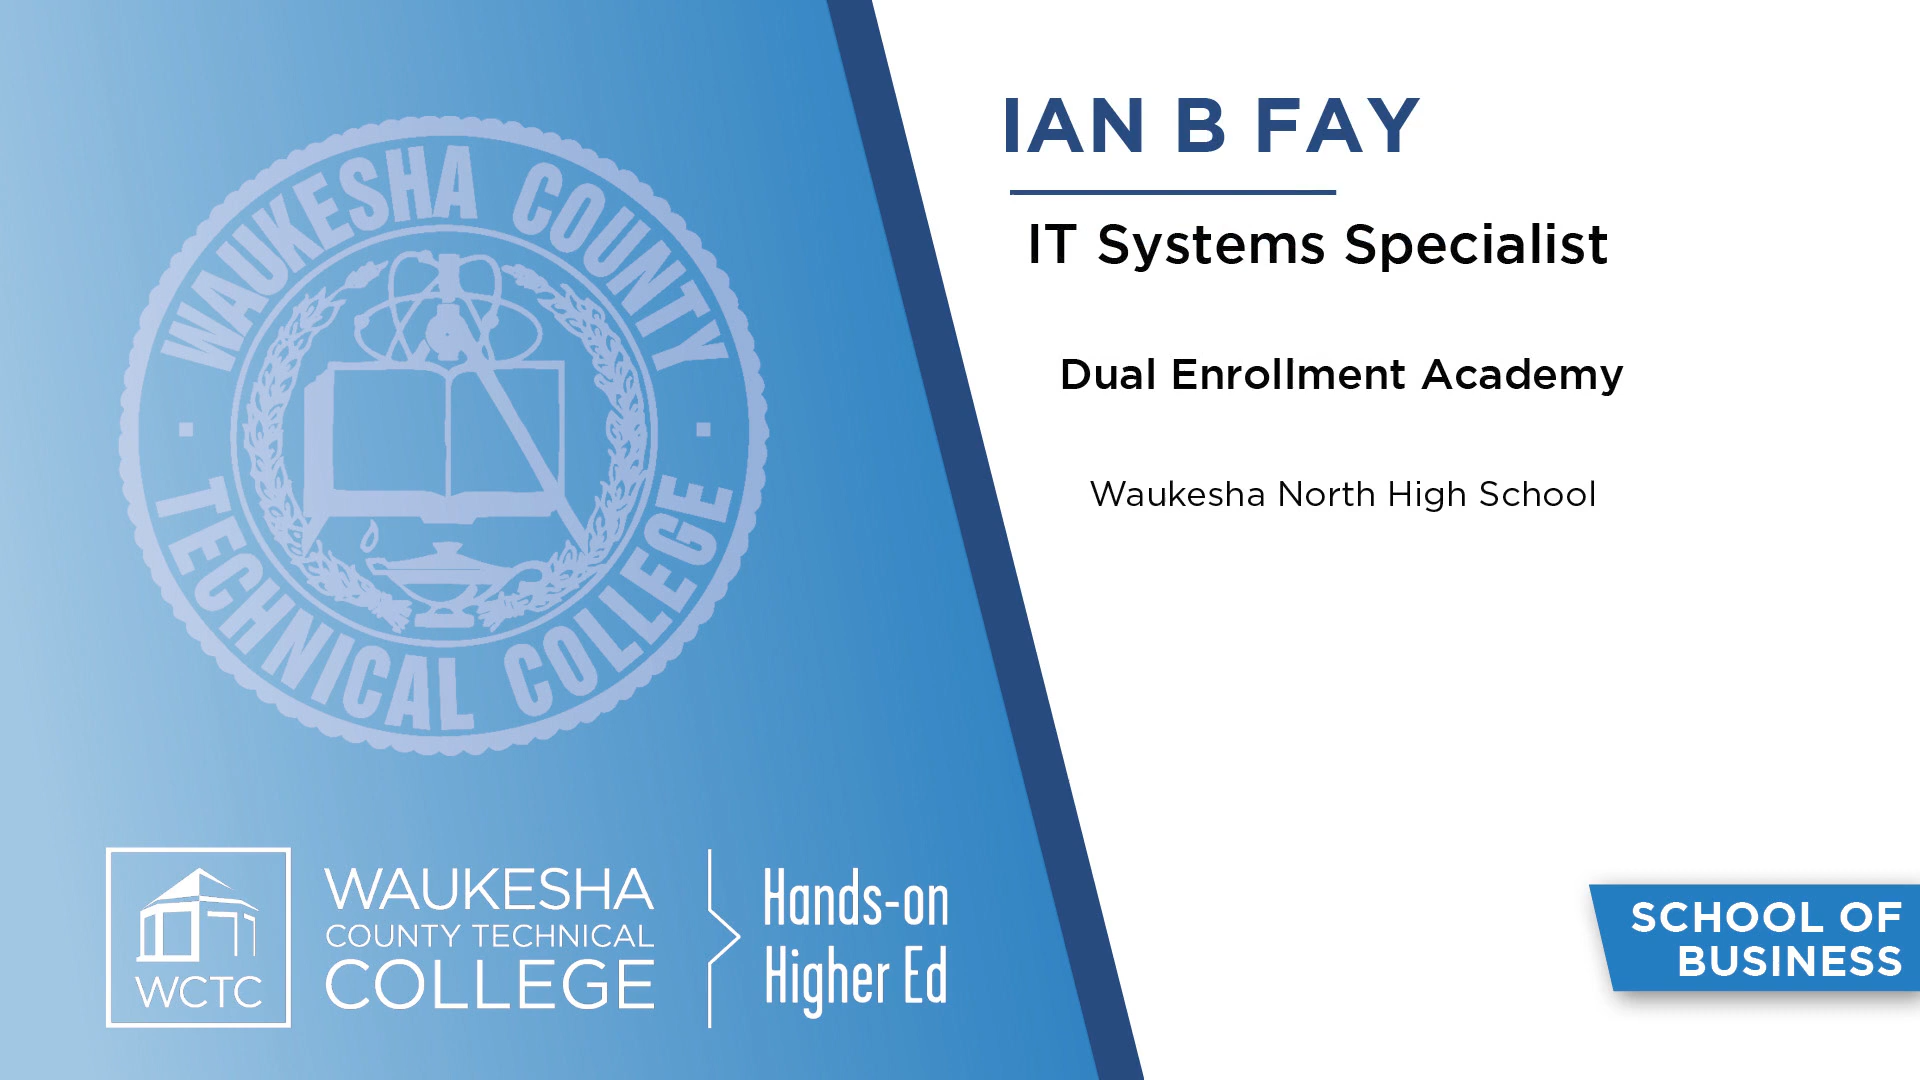 WAUKESHA COUNTY
TECHNICAL COLLEGE
WCTC
WAUKESHA
COUNTY TECHNICAL
COLLEGE
Hands-on
Higher Ed
IAN B FAY
IT Systems Specialist
Dual Enrollment Academy
Waukesha North High School
SCHOOL OF
BUSINESS